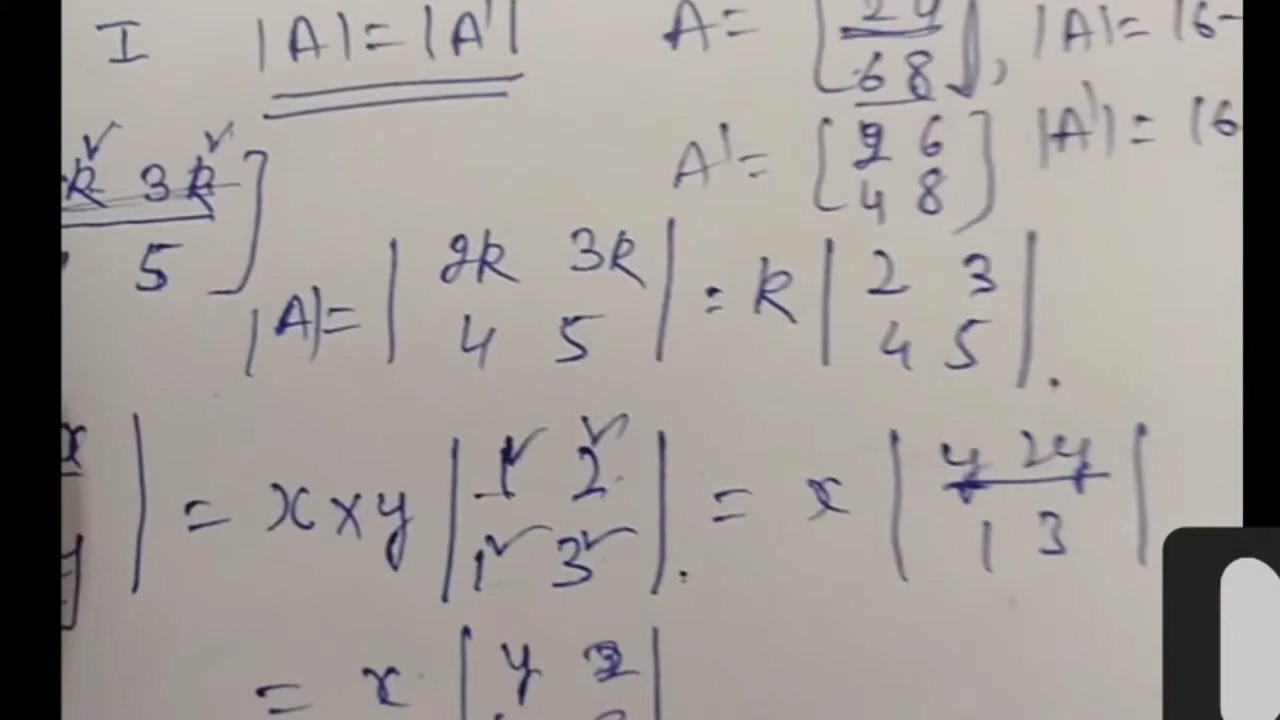 I |A| = |A'| A = [2 4
6 8], |A| = 16-
A' = [2 6
4 8] |A'| = 16
k 3k
5]
|A| = |2k 3k
4 5| = k |2 3
4 5|.
x
y| = x × y |1 2
1 3|. = x |y 2y
1 3|
= x |y 2